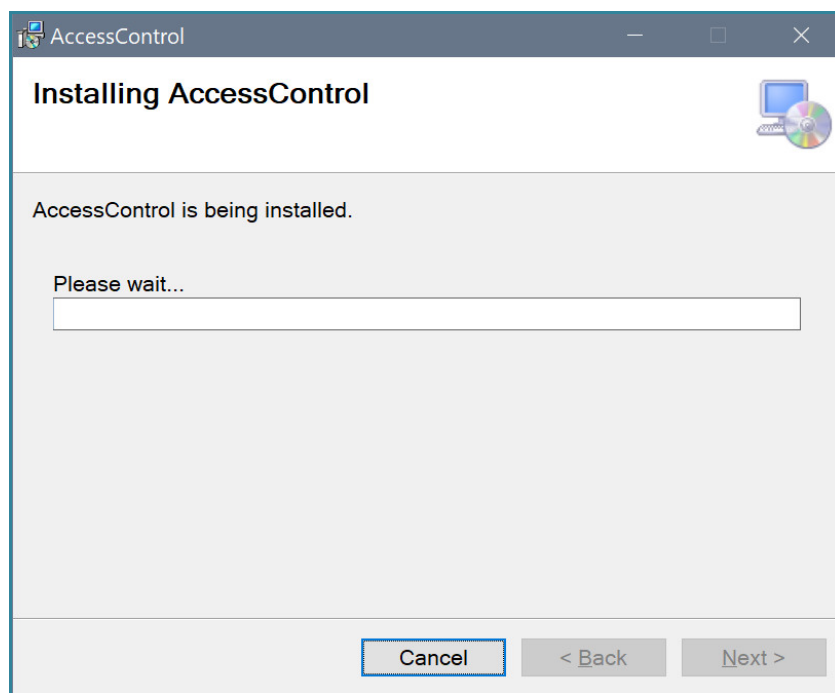 AccessControl
Installing AccessControl
AccessControl is being installed.
Please wait...
Cancel
< Back
Next >